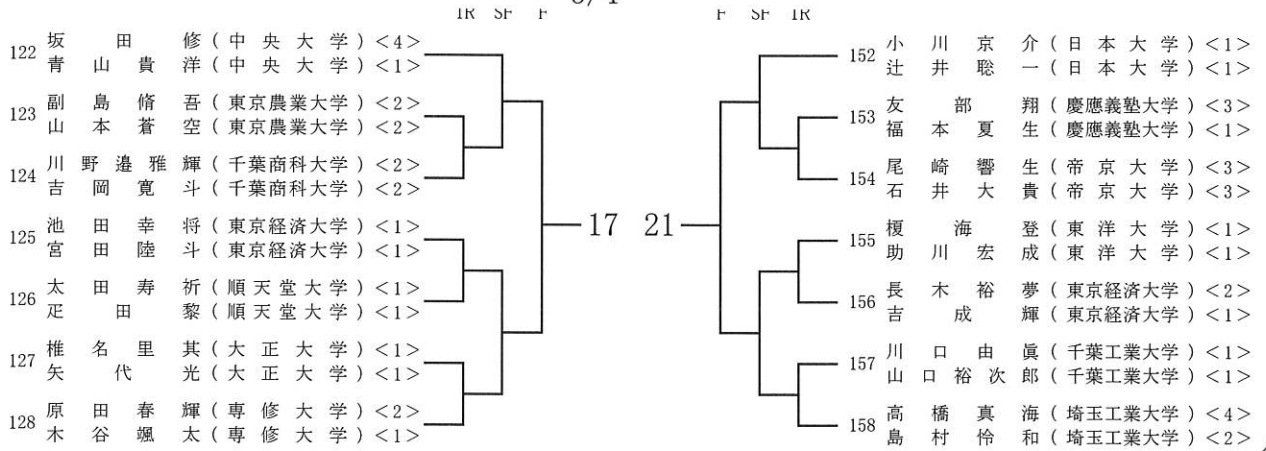 1R SF F
F SF 1R
122 坂田修(中央大学)<4>
青山貴洋(中央大学)<1>
123 副島脩吾(東京農業大学)<2>
山本蒼空(東京農業大学)<2>
124 川野邉雅輝(千葉商科大学)<2>
吉岡寛斗(千葉商科大学)<2>
125 池田幸将(東京経済大学)<1>
宮田陸斗(東京経済大学)<1>
126 太田寿祈(順天堂大学)<1>
疋田黎(順天堂大学)<1>
127 椎名里其(大正大学)<1>
矢代光(大正大学)<1>
128 原田春輝(専修大学)<2>
木谷颯太(専修大学)<1>
17 21
152 小川京介(日本大学)<1>
辻井聡一(日本大学)<1>
153 友部翔(慶應義塾大学)<3>
福本夏生(慶應義塾大学)<1>
154 尾崎響生(帝京大学)<3>
石井大貴(帝京大学)<3>
155 榎海登(東洋大学)<1>
助川宏成(東洋大学)<1>
156 長木裕夢(東京経済大学)<2>
吉成輝(東京経済大学)<1>
157 川口由眞(千葉工業大学)<1>
山口裕次郎(千葉工業大学)<1>
158 高橋真海(埼玉工業大学)<4>
島村怜和(埼玉工業大学)<2>